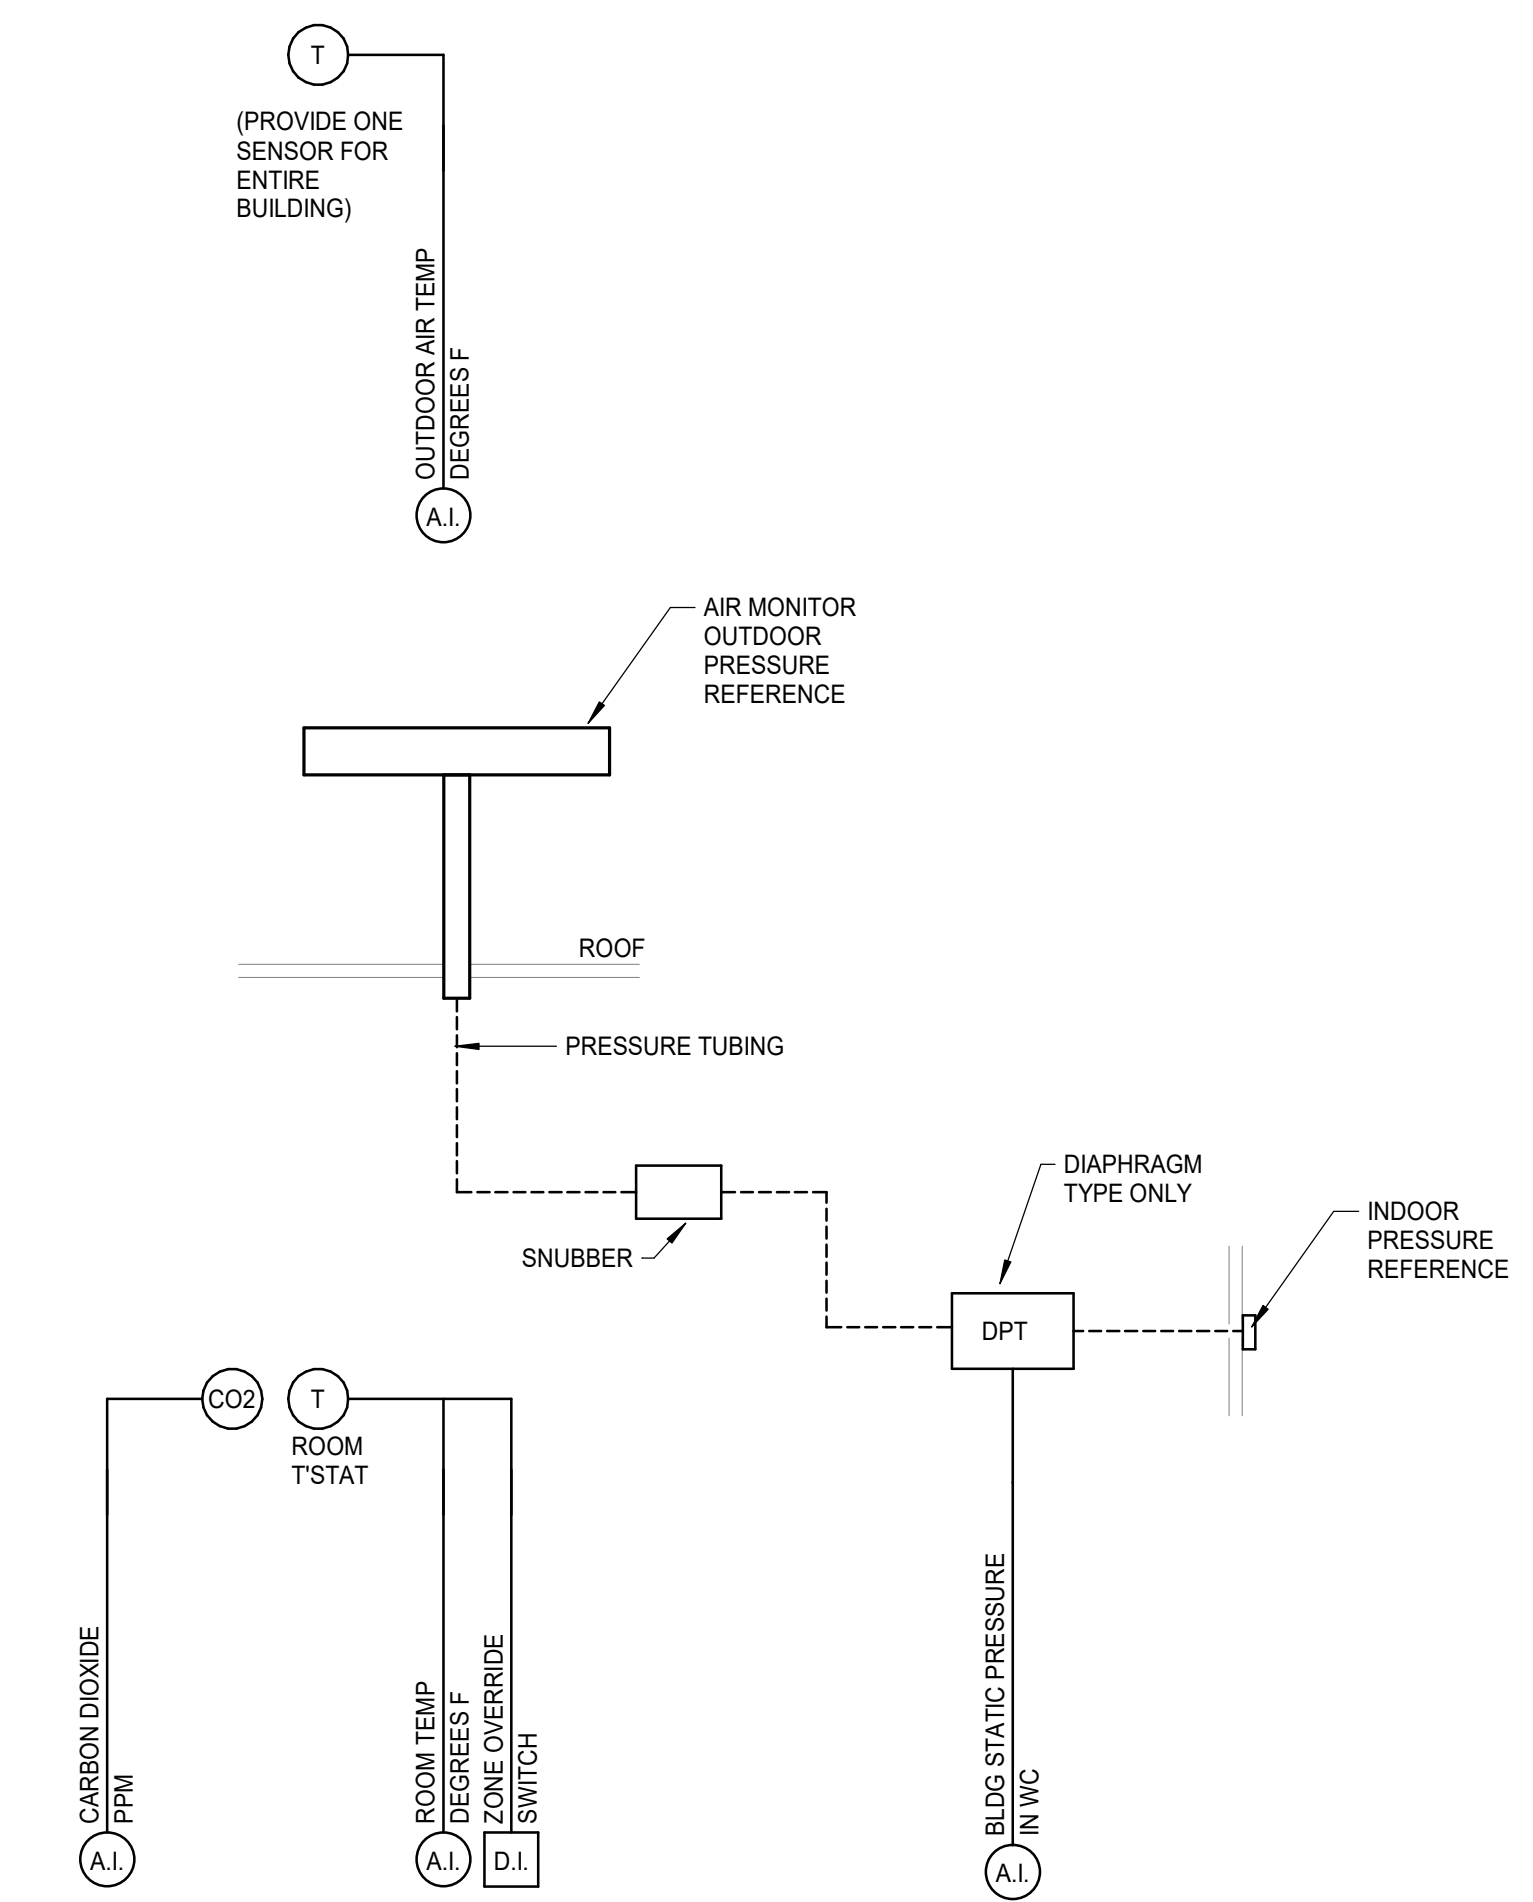 T
(PROVIDE ONE
SENSOR FOR
ENTIRE
BUILDING)
OUTDOOR AIR TEMP
DEGREES F
A.I.
AIR MONITOR
OUTDOOR
PRESSURE
REFERENCE
ROOF
PRESSURE TUBING
SNUBBER
DIAPHRAGM
TYPE ONLY
DPT
INDOOR
PRESSURE
REFERENCE
CO2
T
ROOM
T'STAT
CARBON DIOXIDE
PPM
A.I.
ROOM TEMP
DEGREES F
A.I.
ZONE OVERRIDE
SWITCH
D.I.
BLDG STATIC PRESSURE
IN WC
A.I.